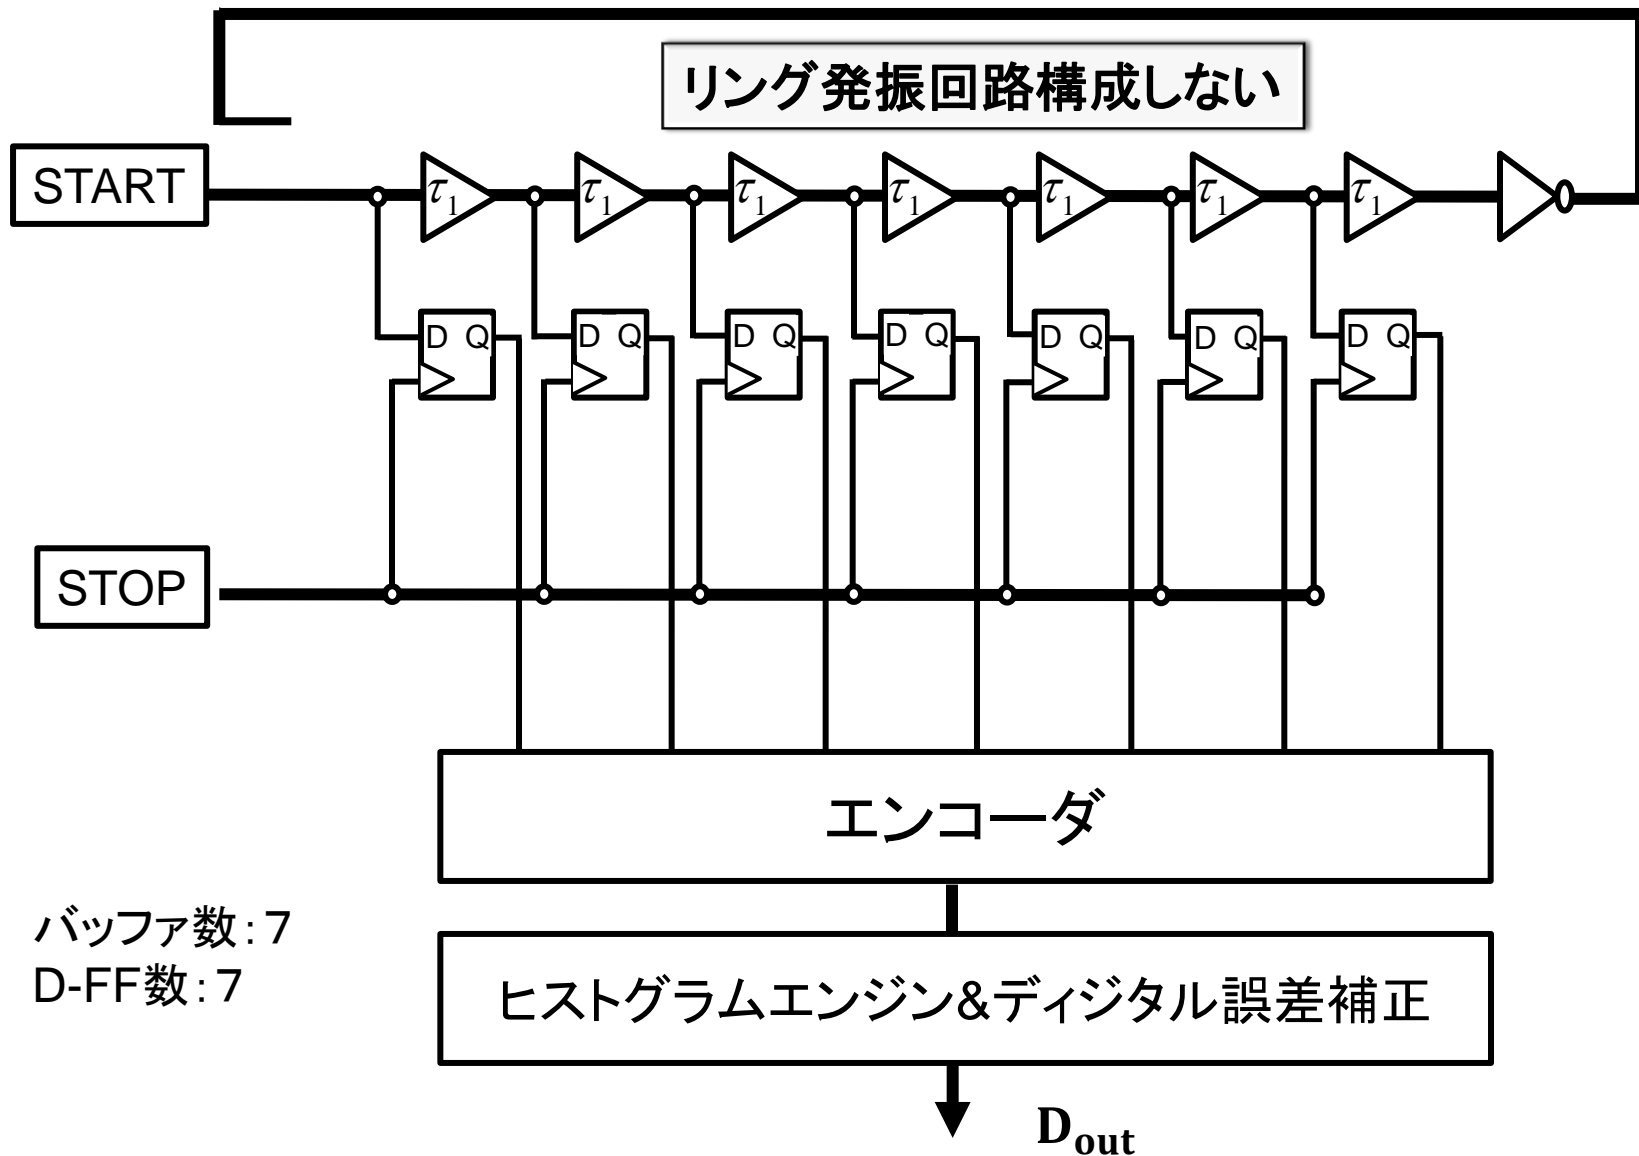 リング発振回路構成しない
START
τ1 τ1 τ1 τ1 τ1 τ1 τ1
D Q D Q D Q D Q D Q D Q D Q
STOP
エンコーダ
バッファ数:7
D-FF数:7
ヒストグラムエンジン&ディジタル誤差補正
Dout